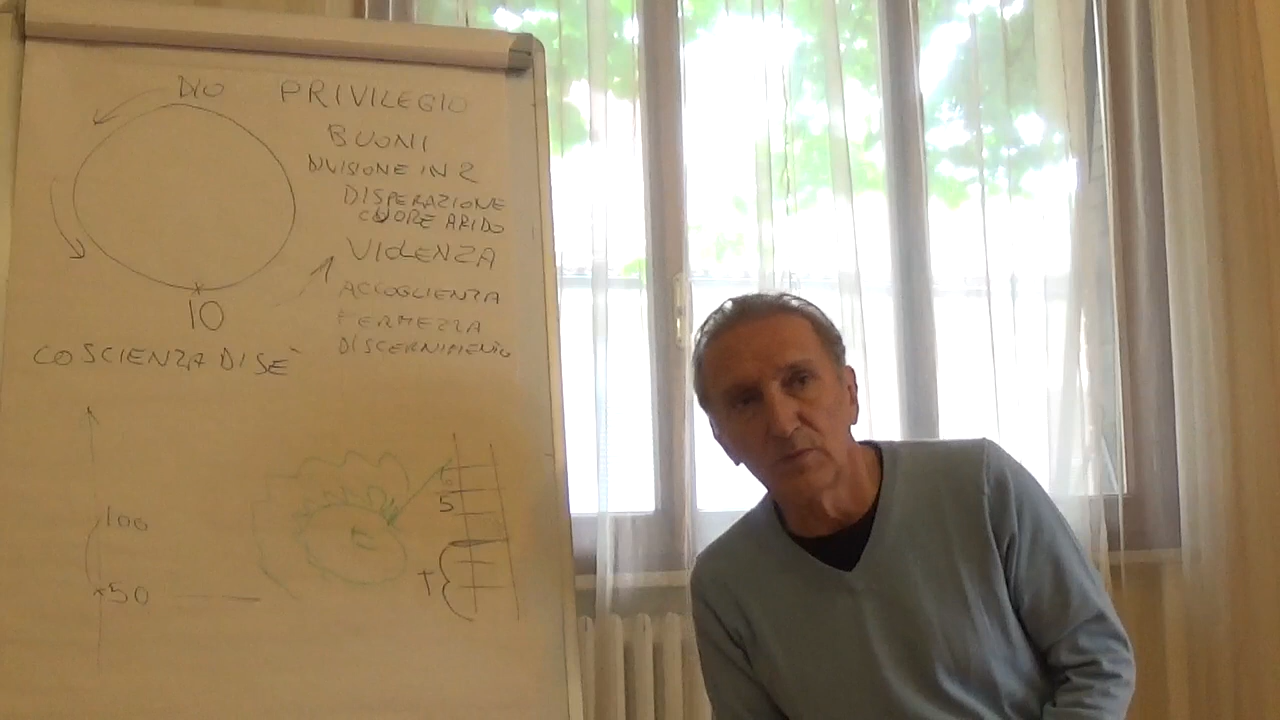 DIO PRIVILEGIO
BUONI
DIVISIONE IN 2
DISPERAZIONE
CUORE ARIDO
VIOLENZA
ACCOGLIENZA
FERMEZZA
DISCERNIMENTO
IO
COSCIENZA DI SÈ
100
50
6
5
T
E